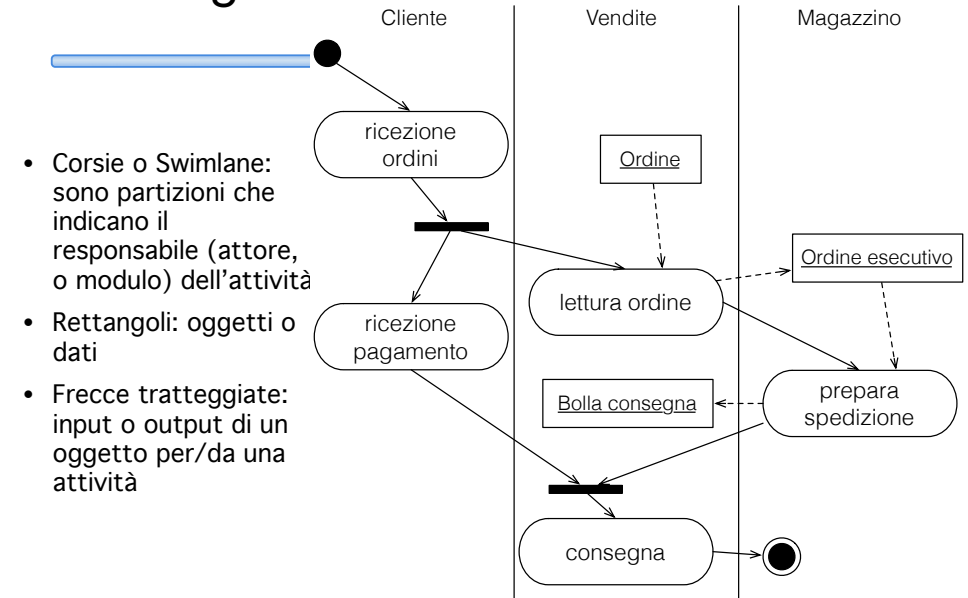 Cliente
Vendite
Magazzino
• Corsie o Swimlane:
sono partizioni che
indicano il
responsabile (attore,
o modulo) dell'attività
• Rettangoli: oggetti o
dati
• Frecce tratteggiate:
input o output di un
oggetto per/da una
attività
ricezione
ordini
Ordine
Ordine esecutivo
lettura ordine
ricezione
pagamento
Bolla consegna
prepara
spedizione
consegna